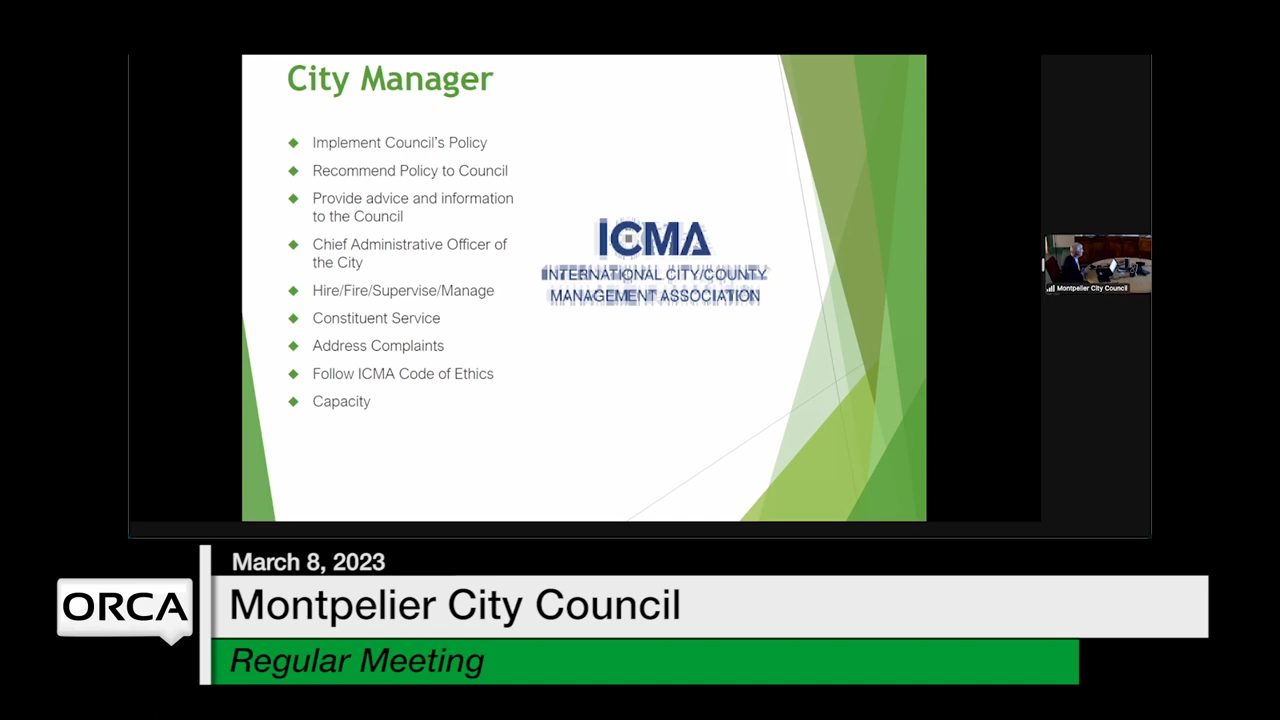 City Manager
Implement Council's Policy
Recommend Policy to Council
Provide advice and information
to the Council
Chief Administrative Officer of
the City
Hire/Fire/Supervise/Manage
Constituent Service
Address Complaints
Follow ICMA Code of Ethics
Capacity
ICMA
INTERNATIONAL CITY/COUNTY
MANAGEMENT ASSOCIATION
Montpelier City Council
March 8, 2023
ORCA
Montpelier City Council
Regular Meeting